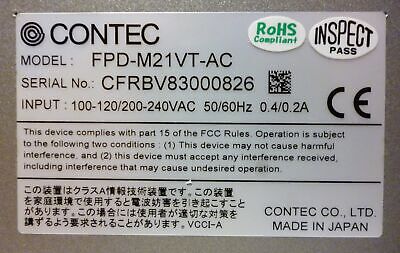 CONTEC
RoHS
Compliant
INSPECT
PASS
MODEL: FPD-M21VT-AC
SERIAL No.: CFRBV83000826
INPUT : 100-120/200-240VAC 50/60Hz 0.4/0.2A
CE
This device complies with part 15 of the FCC Rules. Operation is subject
to the following two conditions: (1) This device may not cause harmful
interference, and (2) this device must accept any interference received,
including interference that may cause undesired operation.
この装置はクラスA情報技術装置です。この装置
を家庭環境で使用すると電波妨害を引き起こすこと
があります。この場合には使用者が適切な対策を
講ずるよう要求されることがあります。VCCI-A
CONTEC CO., LTD.
MADE IN JAPAN